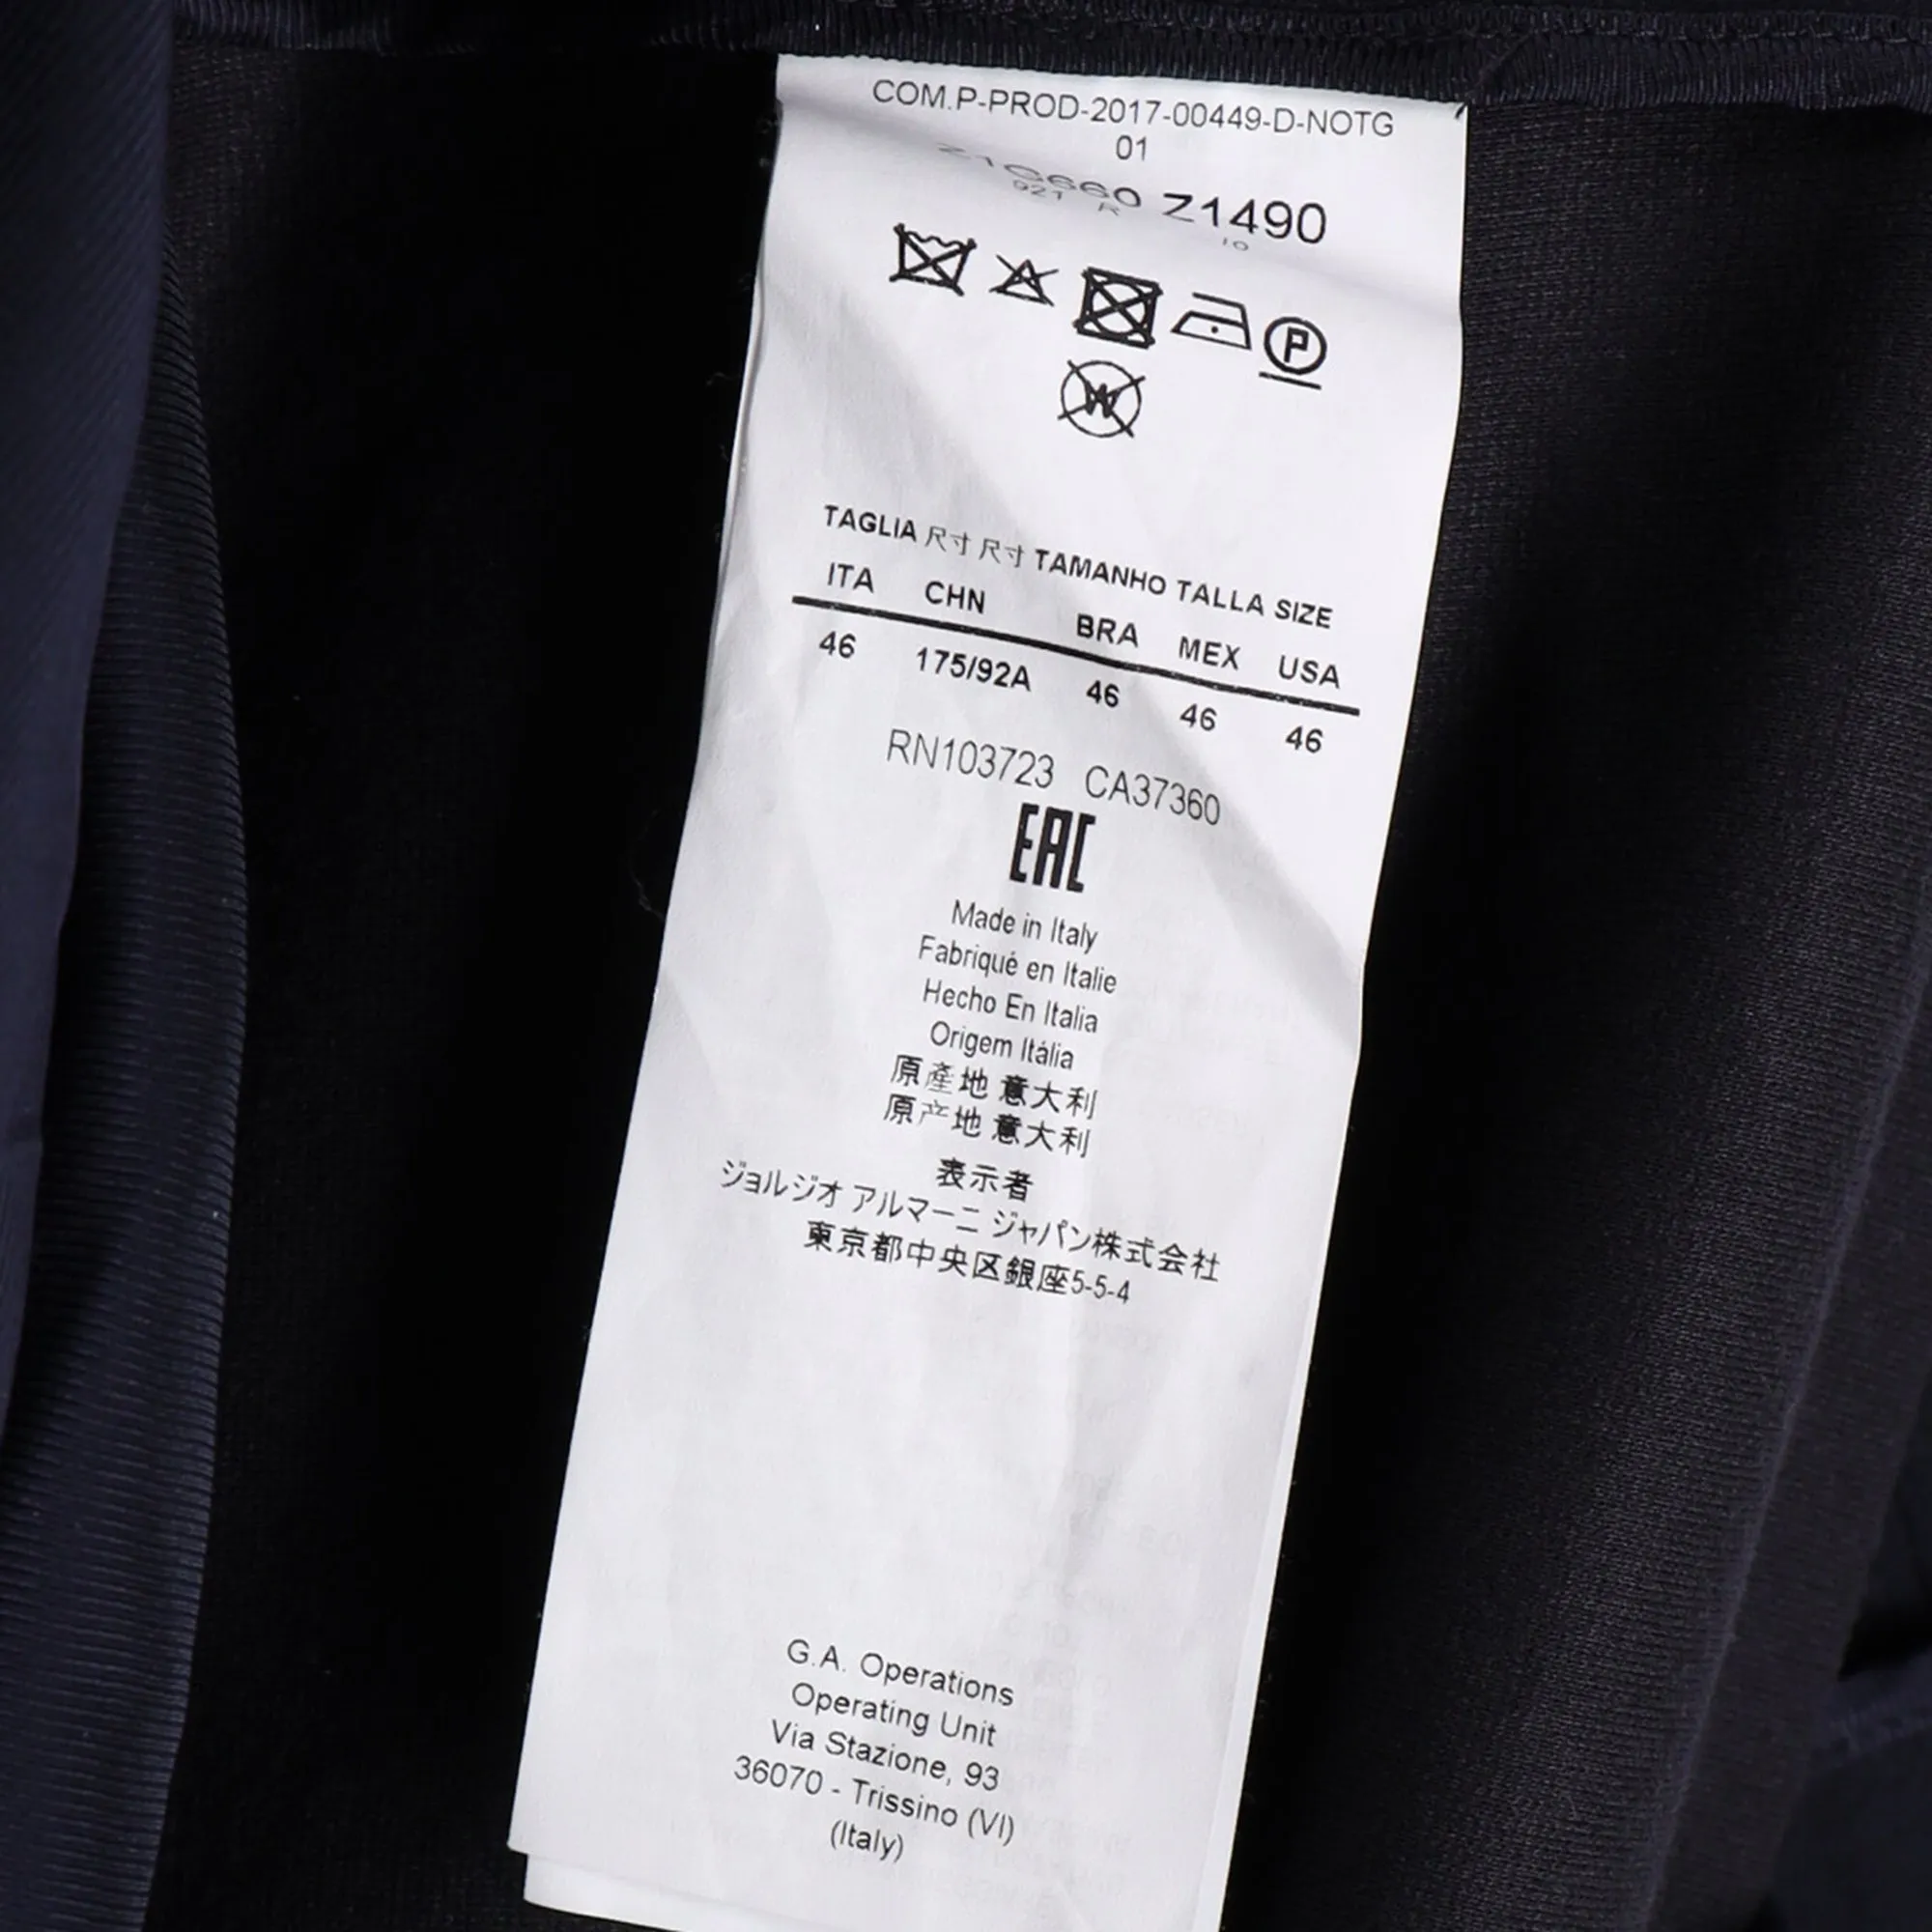 COM.P-PROD-2017-00449-D-NOTG
01
Z1G660 Z1490
921 R 10
P
W
TAGLIA 尺寸 尺寸 TAMANHO TALLA SIZE
ITA CHN BRA MEX USA
46 175/92A 46 46 46
RN103723 CA37360
EAC
Made in Italy
Fabriqué en Italie
Hecho En Italia
Origem Itália
原產地 意大利
原产地 意大利
表示者
ジョルジオ アルマーニ ジャパン株式会社
東京都中央区銀座5-5-4
G.A. Operations
Operating Unit
Via Stazione, 93
36070 - Trissino (VI)
(Italy)